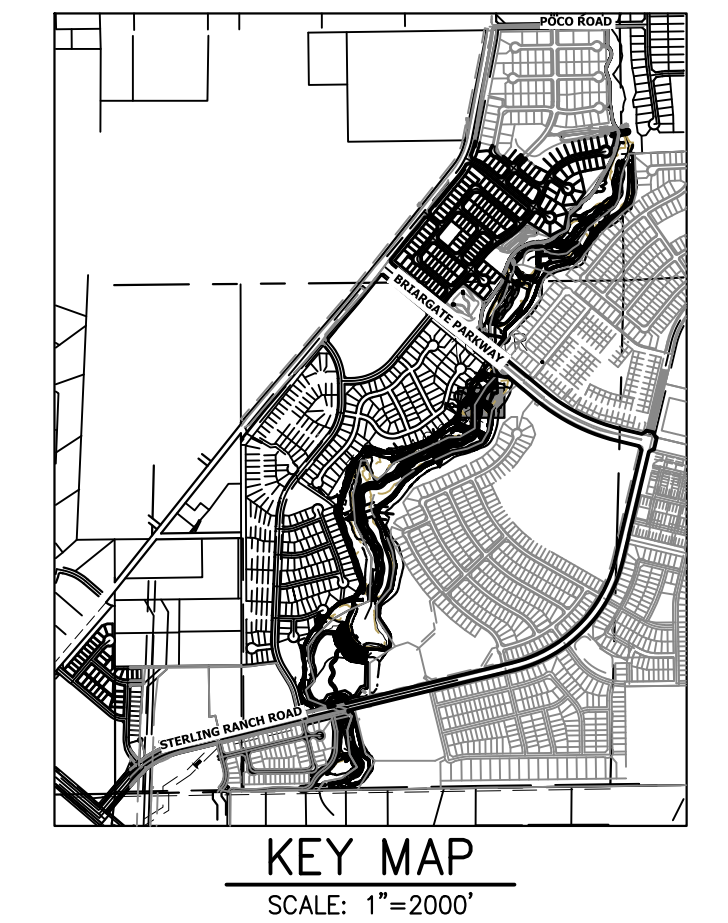 POCO ROAD
BRIARGATE PARKWAY
STERLING RANCH ROAD
KEY MAP
SCALE: 1"=2000'